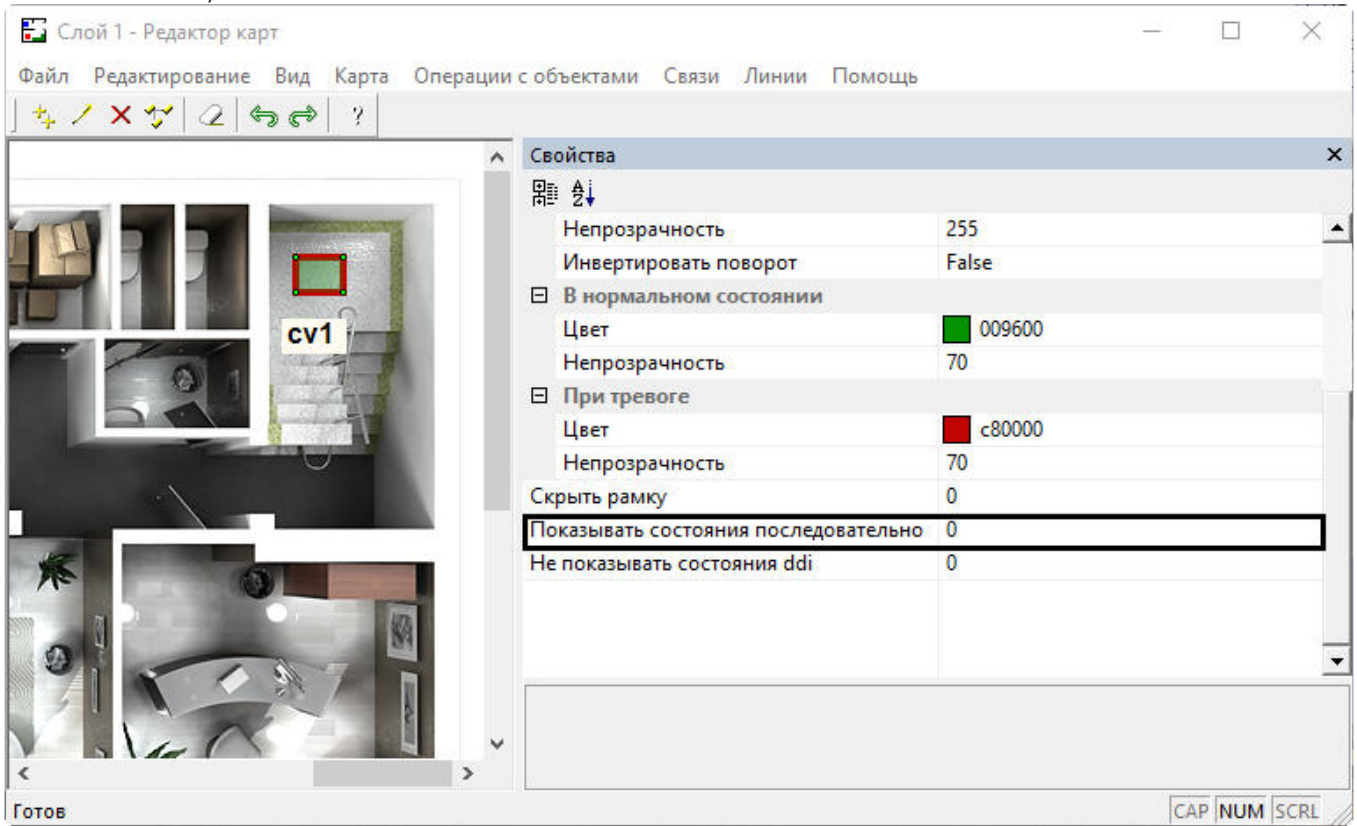 Слой 1 - Редактор карт
Файл Редактирование Вид Карта Операции с объектами Связи Линии Помощь
?
Свойства
Непрозрачность 255
Инвертировать поворот False
В нормальном состоянии
Цвет 009600
Непрозрачность 70
При тревоге
Цвет c80000
Непрозрачность 70
Скрыть рамку 0
Показывать состояния последовательно 0
Не показывать состояния ddi 0
cv1
Готов
CAP NUM SCRL